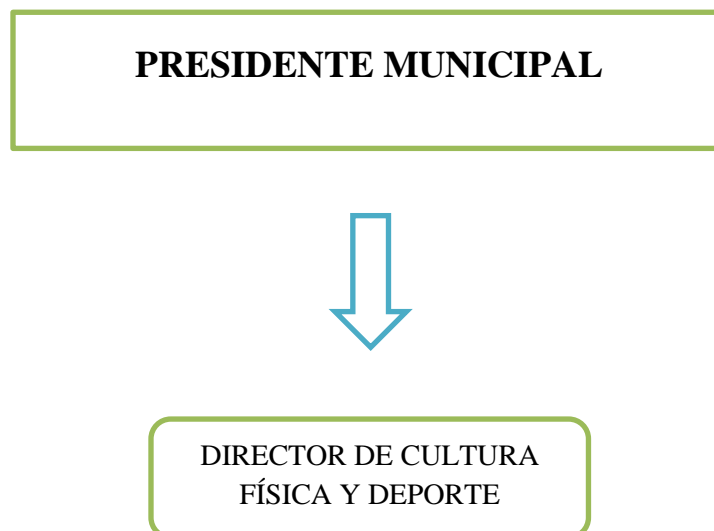 PRESIDENTE MUNICIPAL
DIRECTOR DE CULTURA
FÍSICA Y DEPORTE